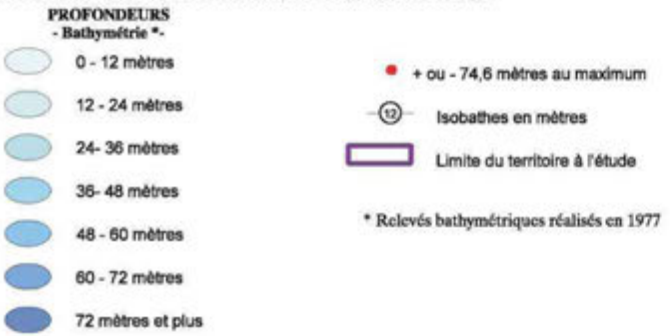 PROFONDEURS
- Bathymétrie *-
0 - 12 mètres
12 - 24 mètres
24- 36 mètres
36- 48 mètres
48 - 60 mètres
60 - 72 mètres
72 mètres et plus
+ ou - 74,6 mètres au maximum
12 Isobathes en mètres
Limite du territoire à l'étude
* Relevés bathymétriques réalisés en 1977